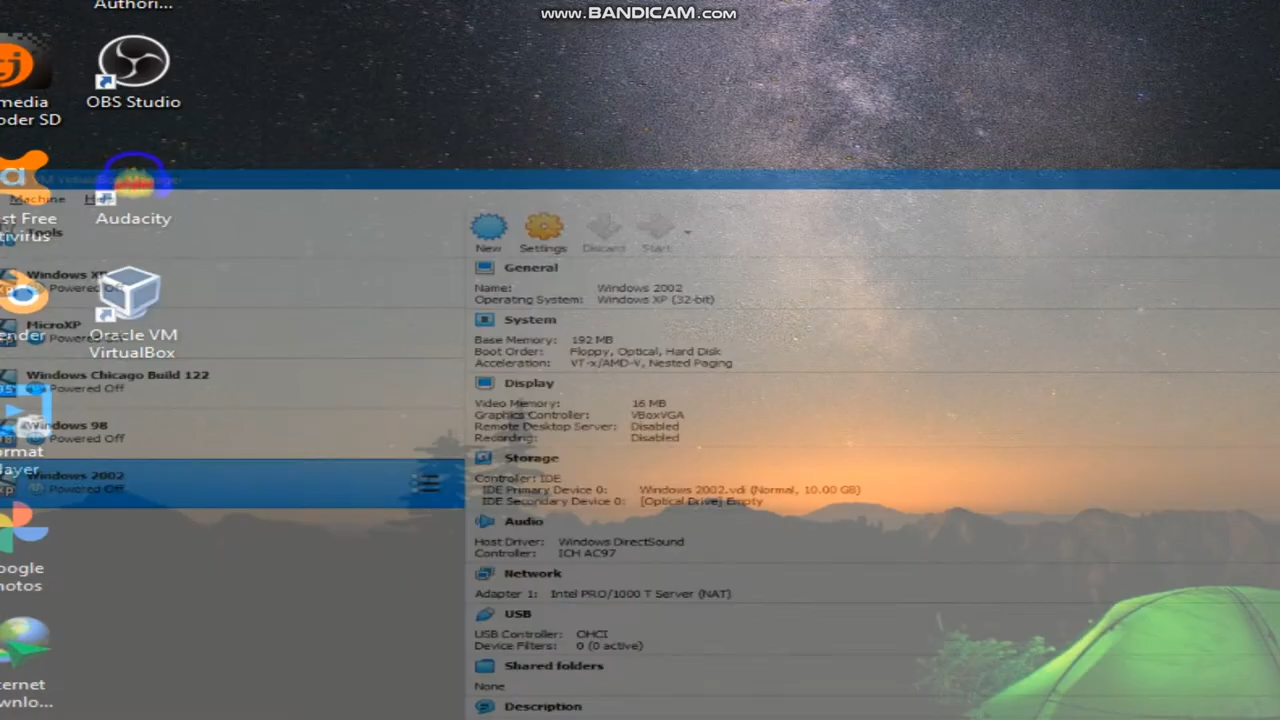 www.BANDICAM.com
Authori...
media
oder SD
OBS Studio
st Free
tivirus
Audacity
ender
Oracle VM
VirtualBox
ormat
layer
oogle
hotos
ternet
ownlo...
Machine
Tools
Windows XP
Powered Off
MicroXP
Powered Off
Windows Chicago Build 122
Powered Off
Windows 98
Powered Off
Windows 2002
Powered Off
New
Settings
Discard
Start
General
Name: Windows 2002
Operating System: Windows XP (32-bit)
System
Base Memory: 192 MB
Boot Order: Floppy, Optical, Hard Disk
Acceleration: VT-x/AMD-V, Nested Paging
Display
Video Memory: 16 MB
Graphics Controller: VBoxVGA
Remote Desktop Server: Disabled
Recording: Disabled
Storage
Controller: IDE
IDE Primary Device 0: Windows 2002.vdi (Normal, 10.00 GB)
IDE Secondary Device 0: [Optical Drive] Empty
Audio
Host Driver: Windows DirectSound
Controller: ICH AC97
Network
Adapter 1: Intel PRO/1000 T Server (NAT)
USB
USB Controller: OHCI
Device Filters: 0 (0 active)
Shared folders
None
Description